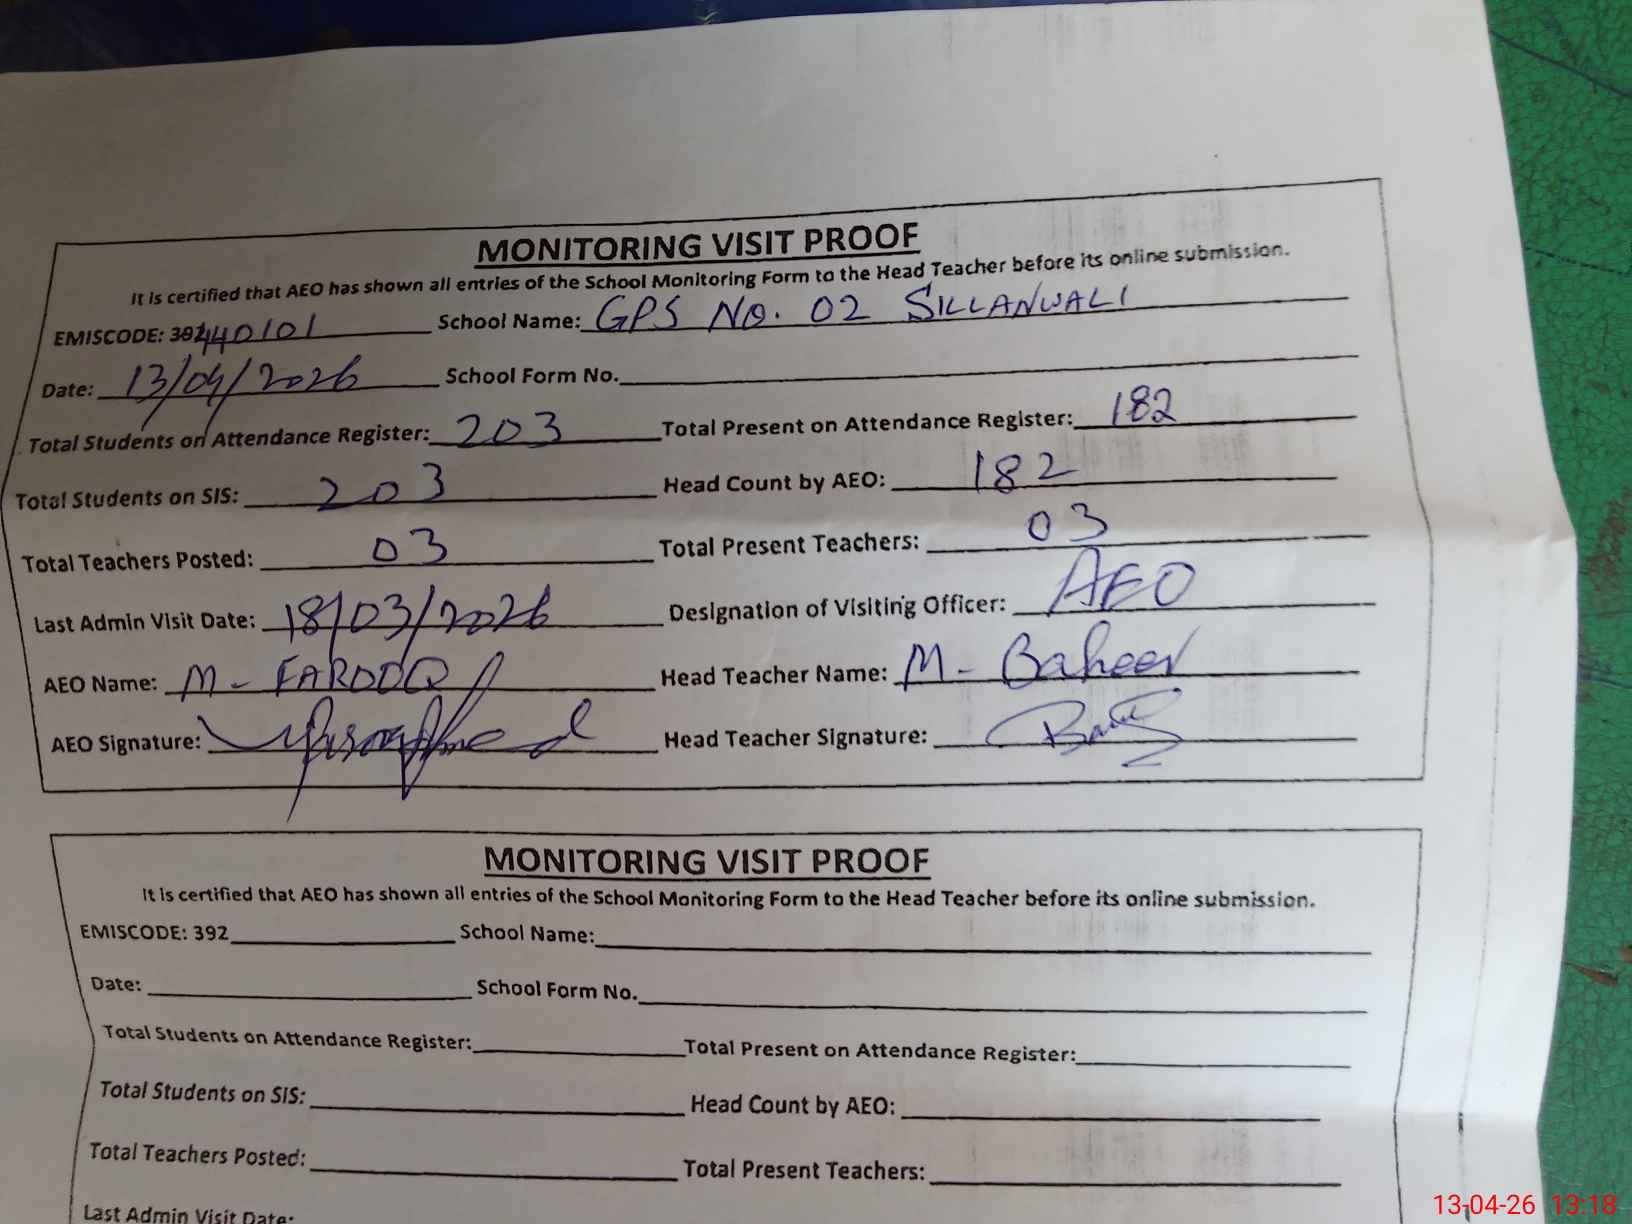 MONITORING VISIT PROOF
It is certified that AEO has shown all entries of the School Monitoring Form to the Head Teacher before its online submission.
EMISCODE: 392440101 School Name: GPS No. 02 SILLANWALI
Date: 13/04/2026 School Form No.
Total Students on Attendance Register: 203 Total Present on Attendance Register: 182
Total Students on SIS: 203 Head Count by AEO: 182
Total Teachers Posted: 03 Total Present Teachers: 03
Last Admin Visit Date: 18/03/2026 Designation of Visiting Officer: AEO
AEO Name: M - FAROOQ Head Teacher Name: M - Baheer
AEO Signature: Head Teacher Signature:
MONITORING VISIT PROOF
It is certified that AEO has shown all entries of the School Monitoring Form to the Head Teacher before its online submission.
EMISCODE: 392 School Name:
Date: School Form No.
Total Students on Attendance Register: Total Present on Attendance Register:
Total Students on SIS: Head Count by AEO:
Total Teachers Posted: Total Present Teachers:
Last Admin Visit Date:
13-04-26 13:18